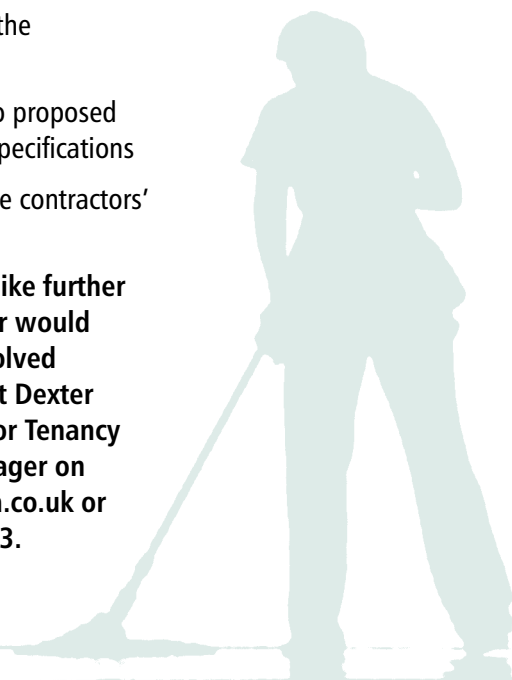 the
proposed
pecifications
e contractors'
ike further
r would
olved
t Dexter
or Tenancy
ager on
.co.uk or
3.